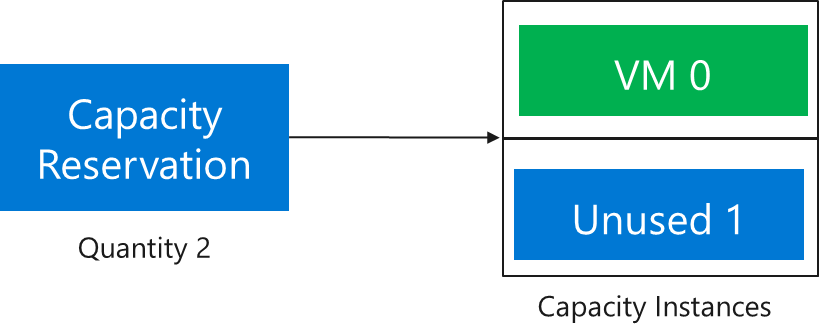 Capacity
Reservation
Quantity 2
VM 0
Unused 1
Capacity Instances